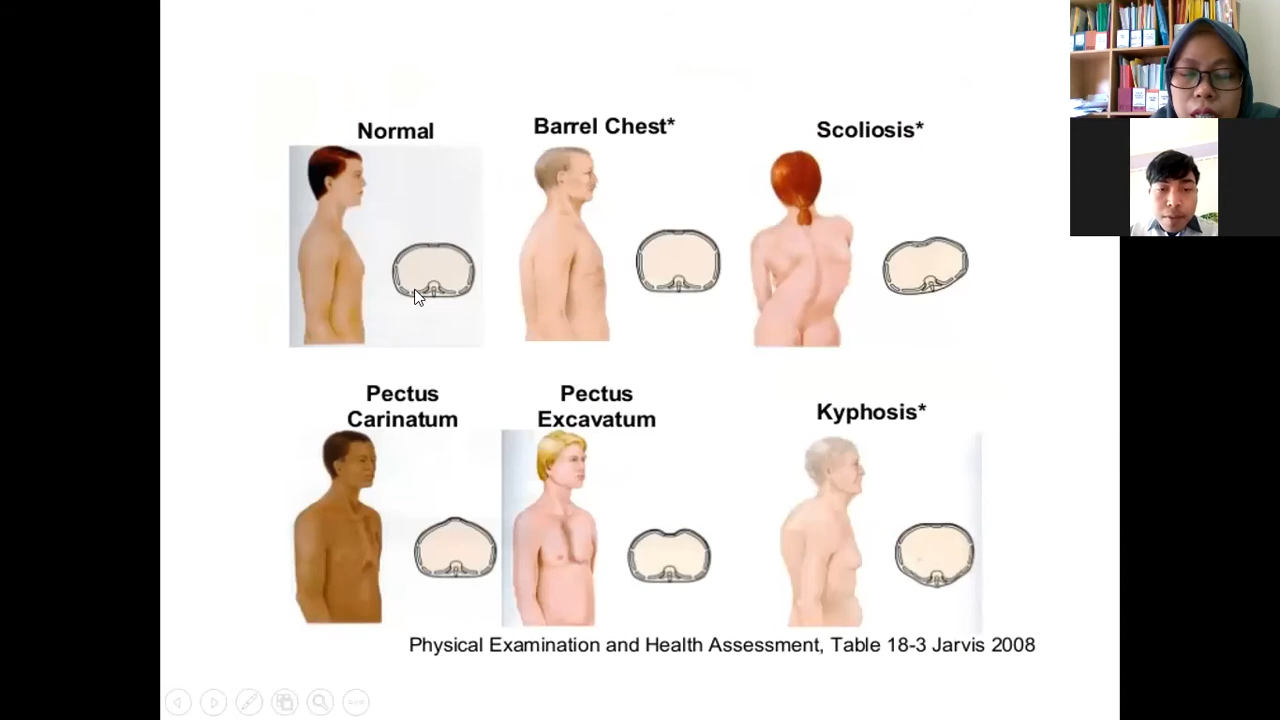 Normal
Barrel Chest*
Scoliosis*
Pectus
Carinatum
Pectus
Excavatum
Kyphosis*
Physical Examination and Health Assessment, Table 18-3 Jarvis 2008